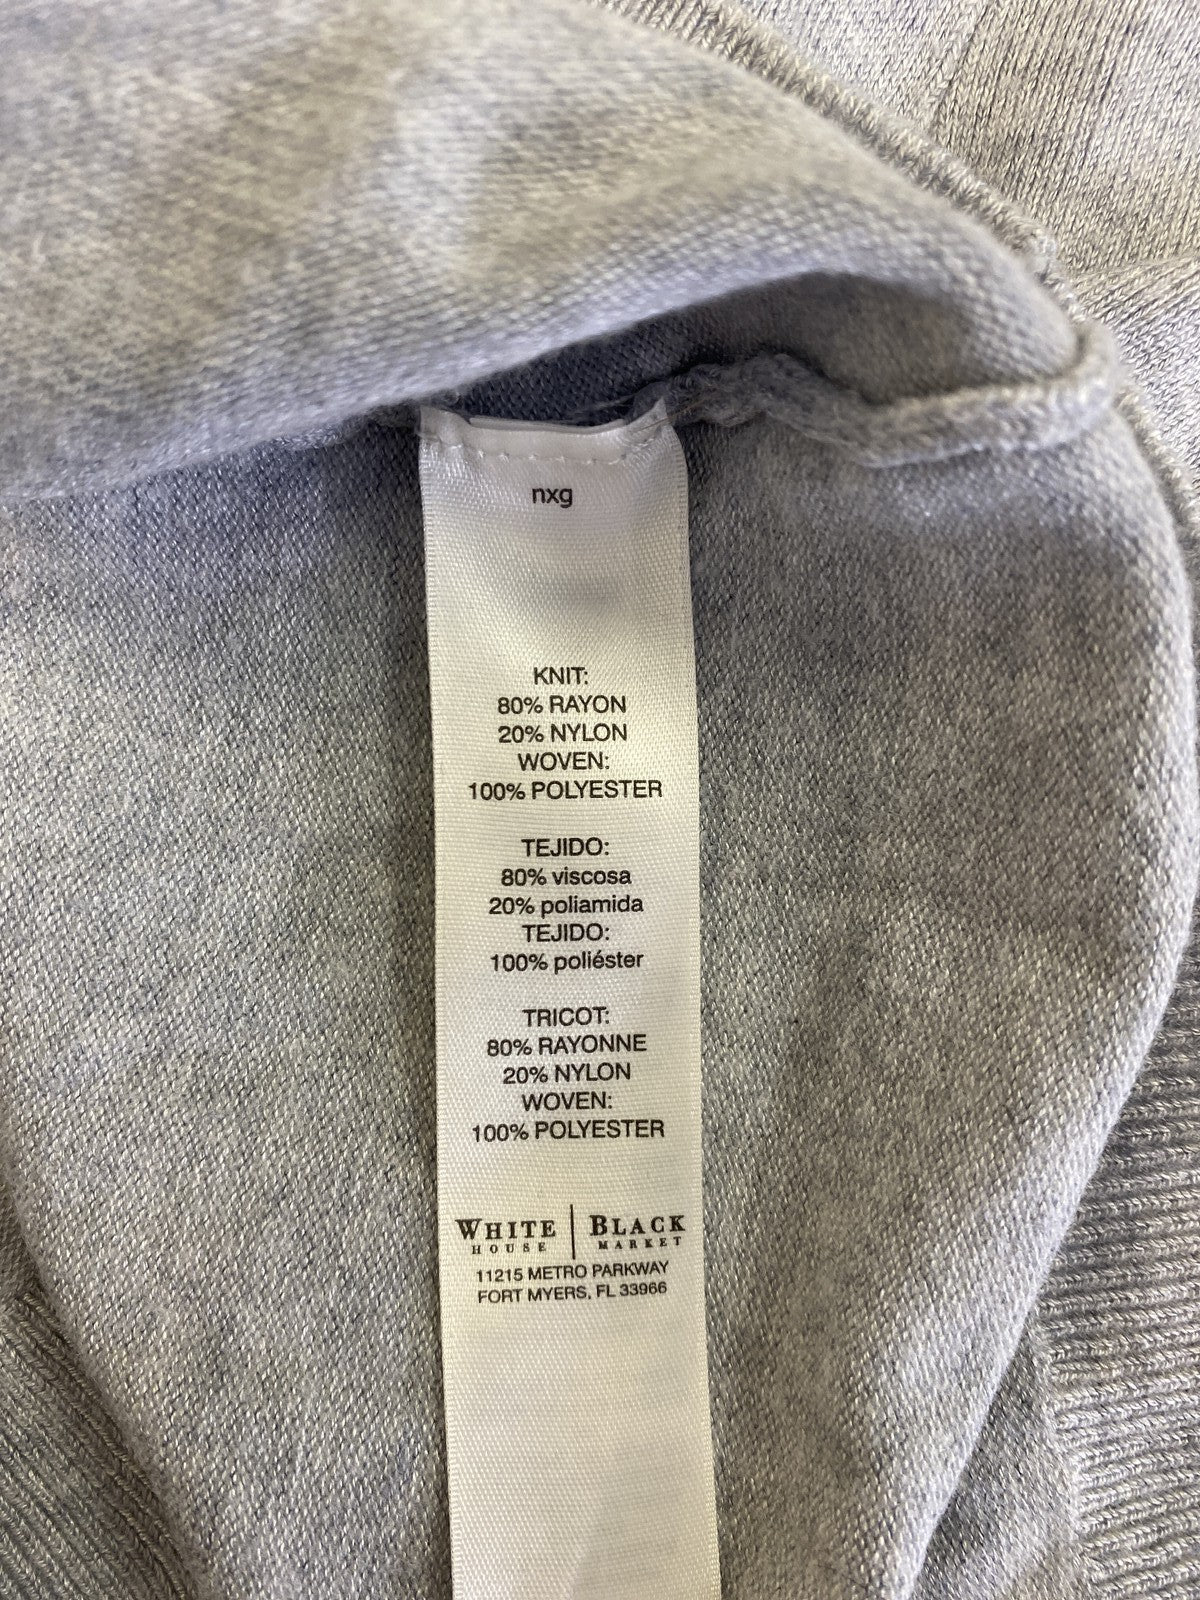 nxg
KNIT:
80% RAYON
20% NYLON
WOVEN:
100% POLYESTER
TEJIDO:
80% viscosa
20% poliamida
TEJIDO:
100% poliéster
TRICOT:
80% RAYONNE
20% NYLON
WOVEN:
100% POLYESTER
WHITE | BLACK
HOUSE | MARKET
11215 METRO PARKWAY
FORT MYERS, FL 33966